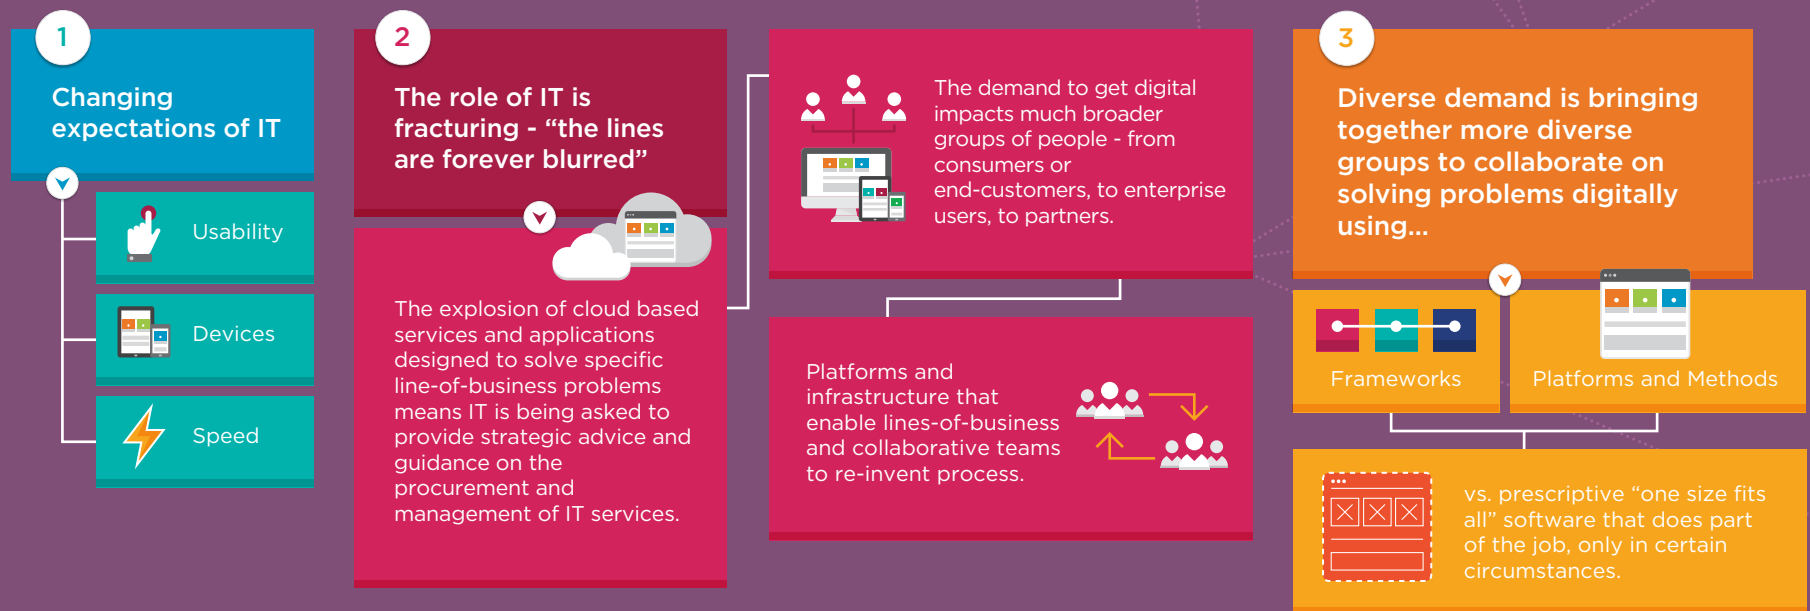 1
Changing
expectations of IT
Usability
Devices
Speed
2
The role of IT is
fracturing - “the lines
are forever blurred”
The explosion of cloud based
services and applications
designed to solve specific
line-of-business problems
means IT is being asked to
provide strategic advice and
guidance on the
procurement and
management of IT services.
The demand to get digital
impacts much broader
groups of people - from
consumers or
end-customers, to enterprise
users, to partners.
Platforms and
infrastructure that
enable lines-of-business
and collaborative teams
to re-invent process.
3
Diverse demand is bringing
together more diverse
groups to collaborate on
solving problems digitally
using...
Frameworks
Platforms and Methods
vs. prescriptive “one size fits
all” software that does part
of the job, only in certain
circumstances.